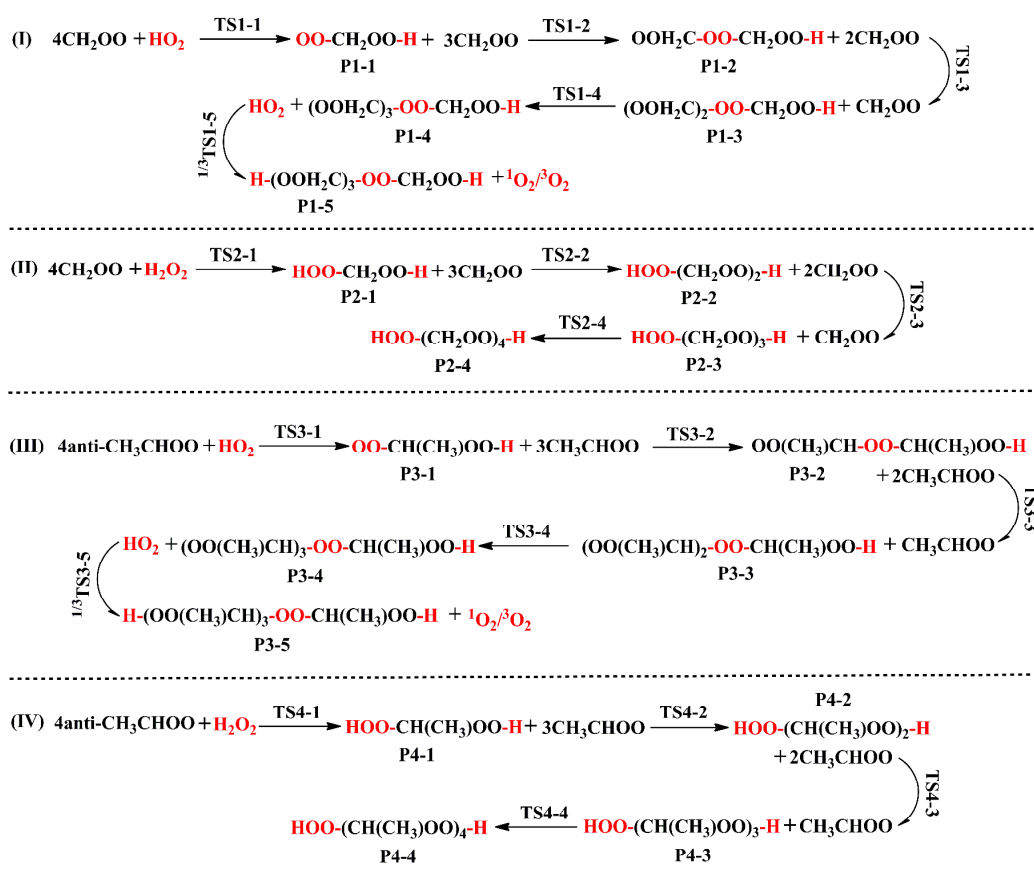 TS1-1 TS1-2
(I) 4CH₂OO + HO₂ OO-CH₂OO-H + 3CH₂OO OOH₂C-OO-CH₂OO-H + 2CH₂OO
P1-1 P1-2
TS1-3
TS1-4
HO₂ + (OOH₂C)₃-OO-CH₂OO-H (OOH₂C)₂-OO-CH₂OO-H + CH₂OO
P1-4 P1-3
¹/³TS1-5
H-(OOH₂C)₃-OO-CH₂OO-H + ¹O₂/³O₂
P1-5
TS2-1 TS2-2
(II) 4CH₂OO + H₂O₂ HOO-CH₂OO-H + 3CH₂OO HOO-(CH₂OO)₂-H + 2CH₂OO
P2-1 P2-2
TS2-3
TS2-4
HOO-(CH₂OO)₄-H HOO-(CH₂OO)₃-H + CH₂OO
P2-4 P2-3
TS3-1 TS3-2
(III) 4anti-CH₃CHOO + HO₂ OO-CH(CH₃)OO-H + 3CH₃CHOO OO(CH₃)CH-OO-CH(CH₃)OO-H
P3-1 P3-2
+ 2CH₃CHOO
TS3-3
TS3-4
HO₂ + (OO(CH₃)CH)₃-OO-CH(CH₃)OO-H (OO(CH₃)CH)₂-OO-CH(CH₃)OO-H + CH₃CHOO
P3-4 P3-3
¹/³TS3-5
H-(OO(CH₃)CH)₃-OO-CH(CH₃)OO-H + ¹O₂/³O₂
P3-5
P4-2
TS4-1 TS4-2
(IV) 4anti-CH₃CHOO + H₂O₂ HOO-CH(CH₃)OO-H + 3CH₃CHOO HOO-(CH(CH₃)OO)₂-H
P4-1
+ 2CH₃CHOO
TS4-3
TS4-4
HOO-(CH(CH₃)OO)₄-H HOO-(CH(CH₃)OO)₃-H + CH₃CHOO
P4-4 P4-3